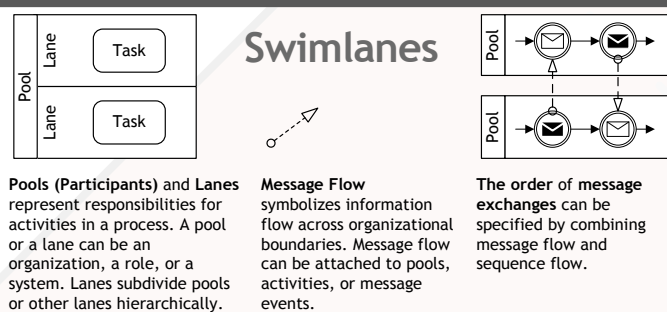 Swimlanes
Pool
Lane
Task
Lane
Task
Pool
Pool
Pools (Participants) and Lanes
represent responsibilities for
activities in a process. A pool
or a lane can be an
organization, a role, or a
system. Lanes subdivide pools
or other lanes hierarchically.
Message Flow
symbolizes information
flow across organizational
boundaries. Message flow
can be attached to pools,
activities, or message
events.
The order of message
exchanges can be
specified by combining
message flow and
sequence flow.